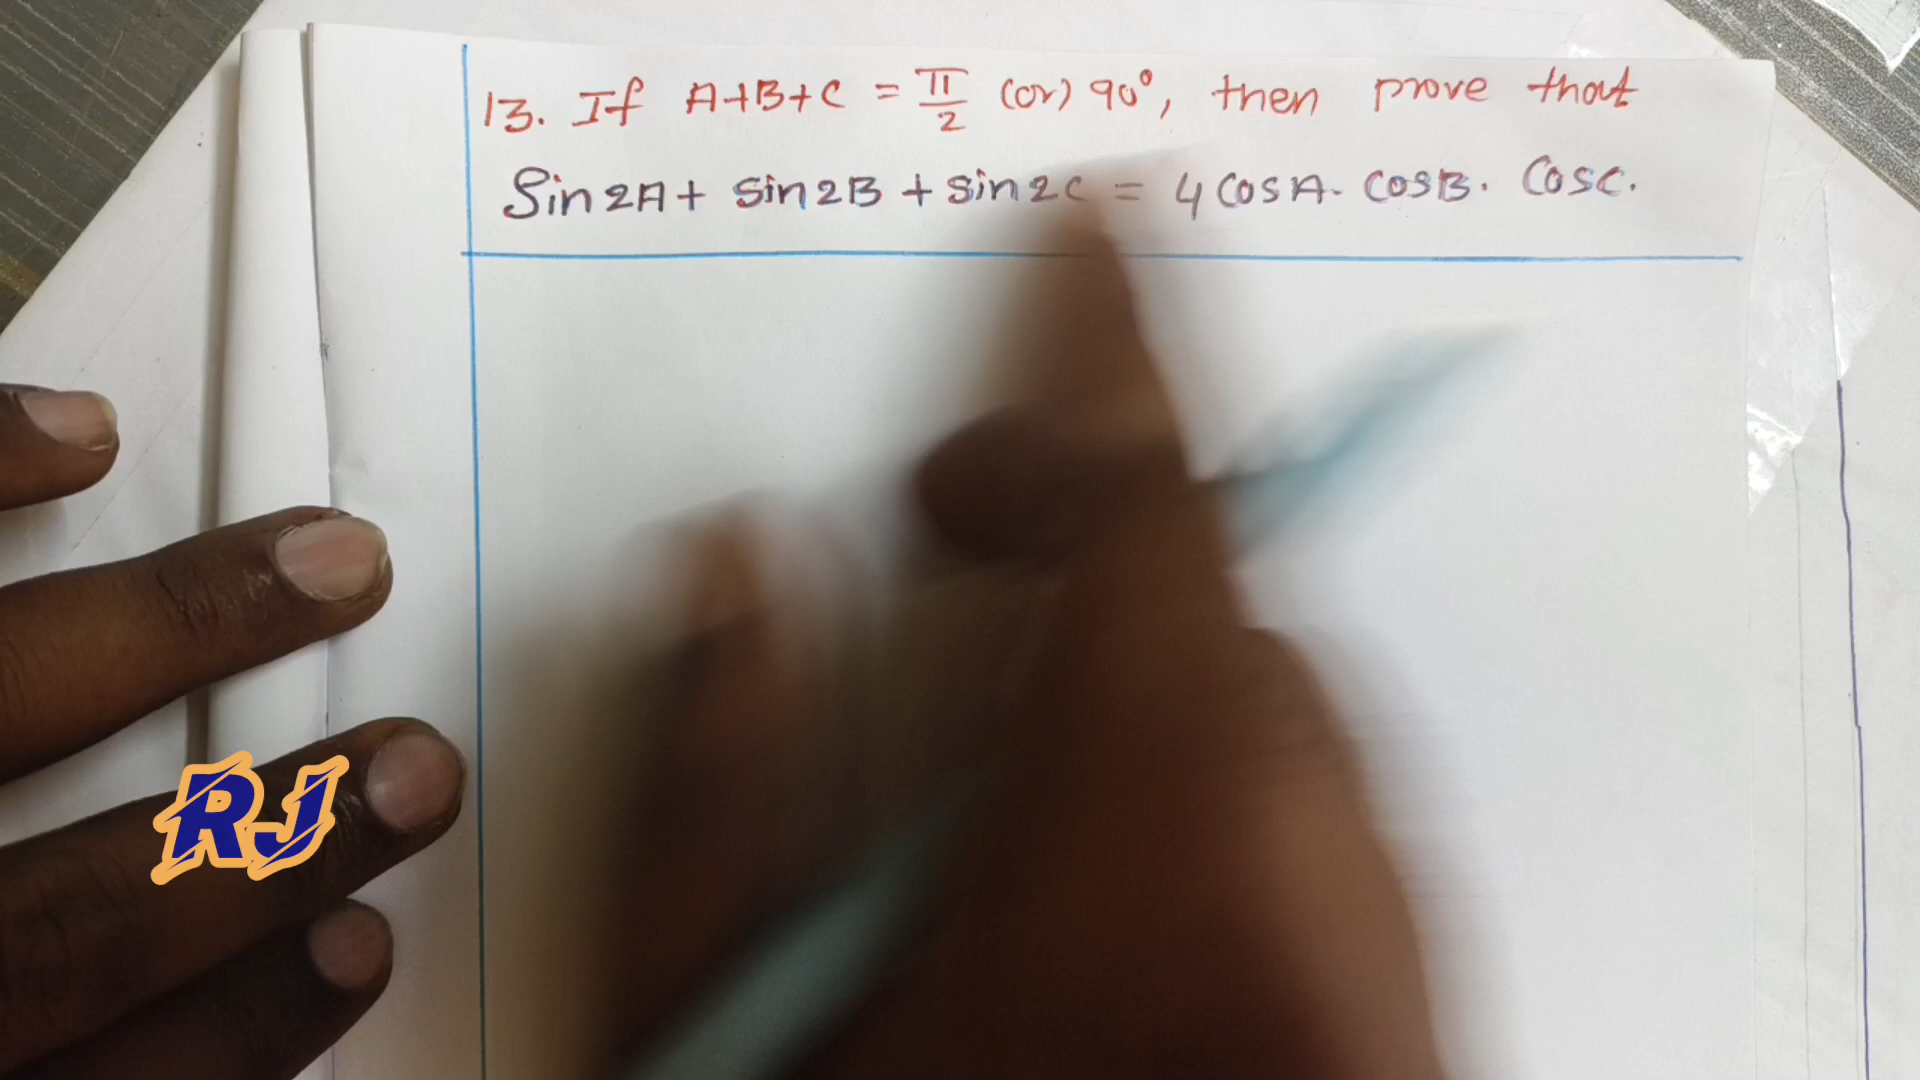 13. If A+B+C = π/2 (or) 90°, then prove that
Sin2A + sin2B + sin2C = 4 cosA. cosB. Cosc.
RJ